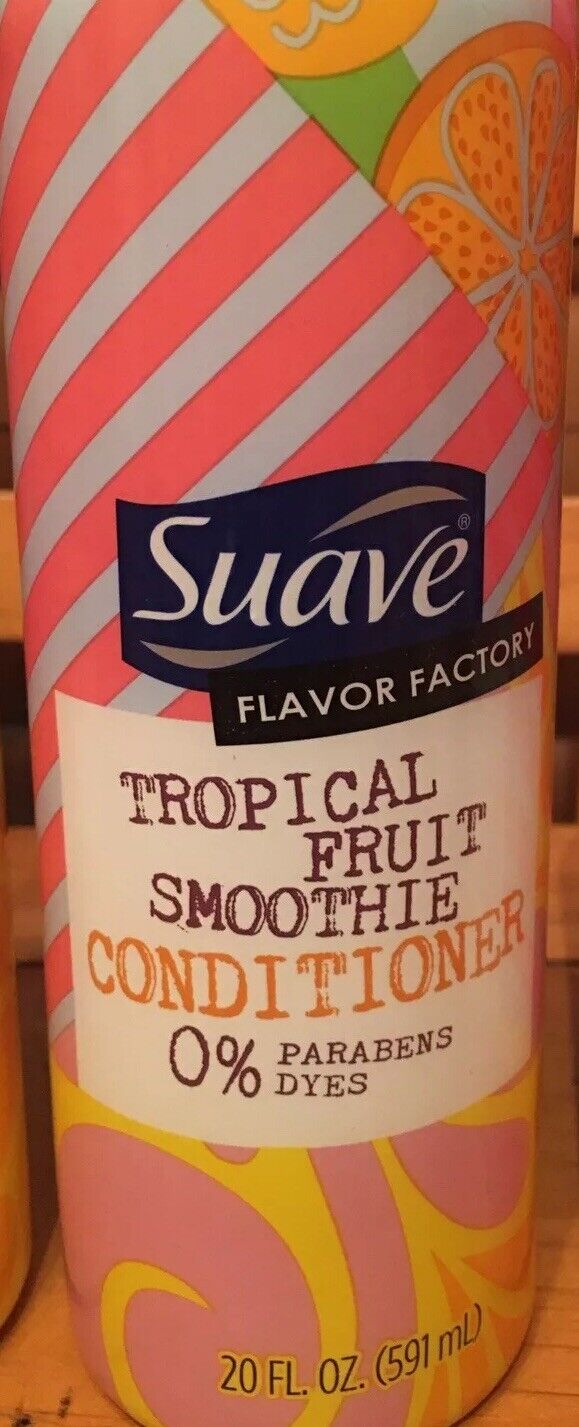 Suave®
FLAVOR FACTORY
TROPICAL
FRUIT
SMOOTHIE
CONDITIONER
0% PARABENS
DYES
20 FL. OZ. (591 mL)